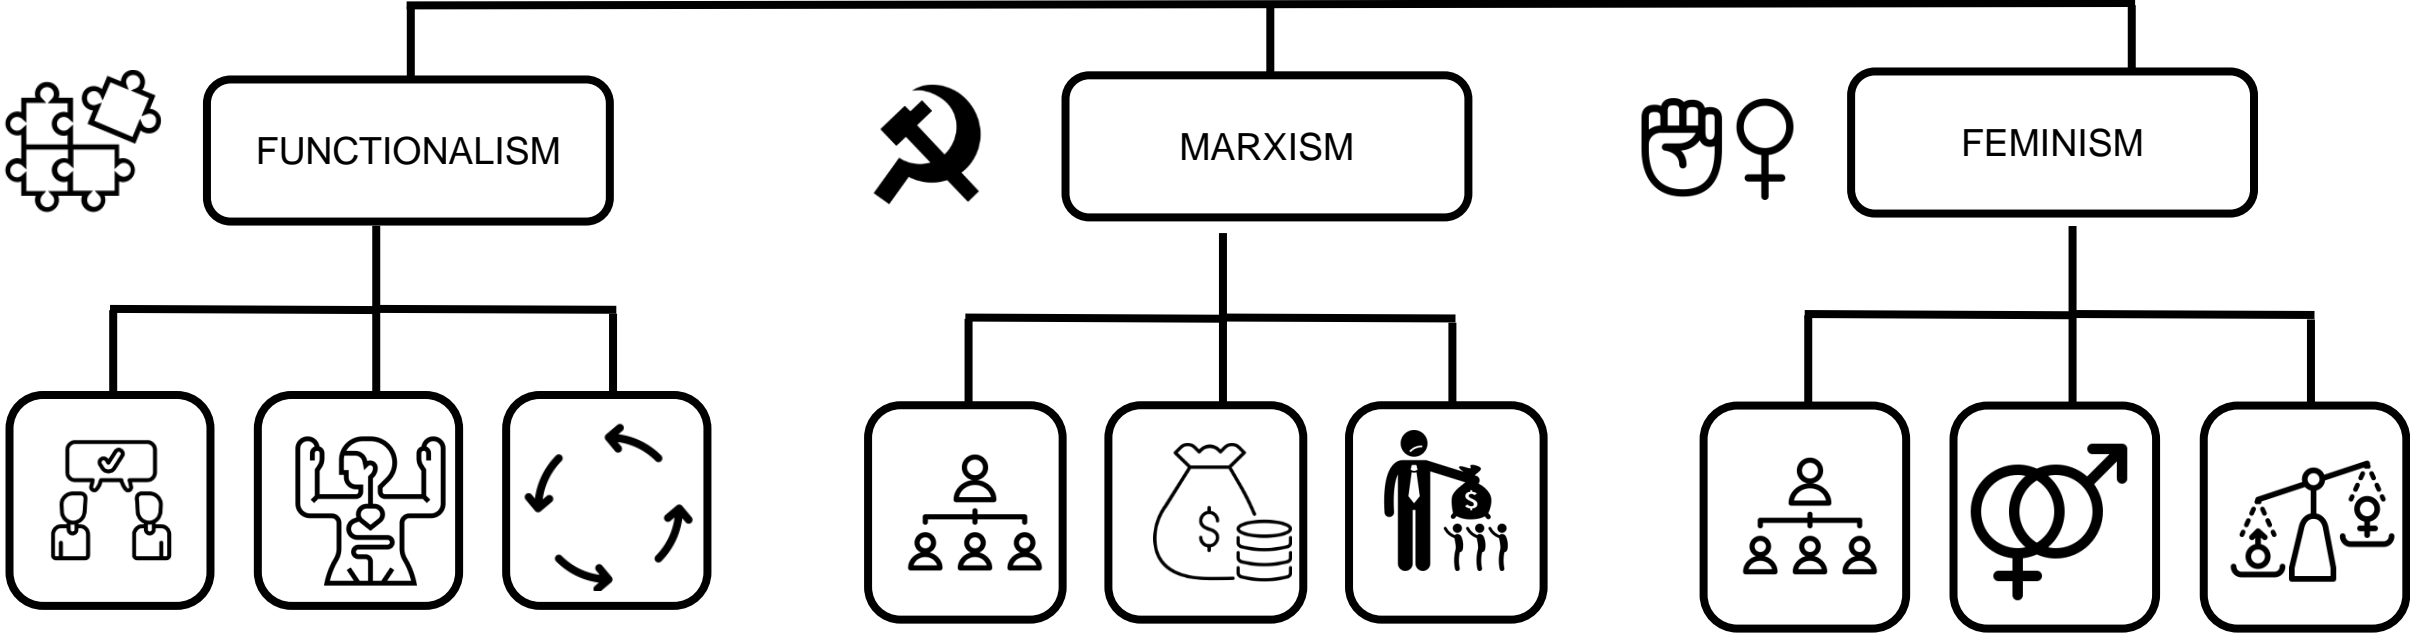 FUNCTIONALISM
MARXISM
FEMINISM
$
$